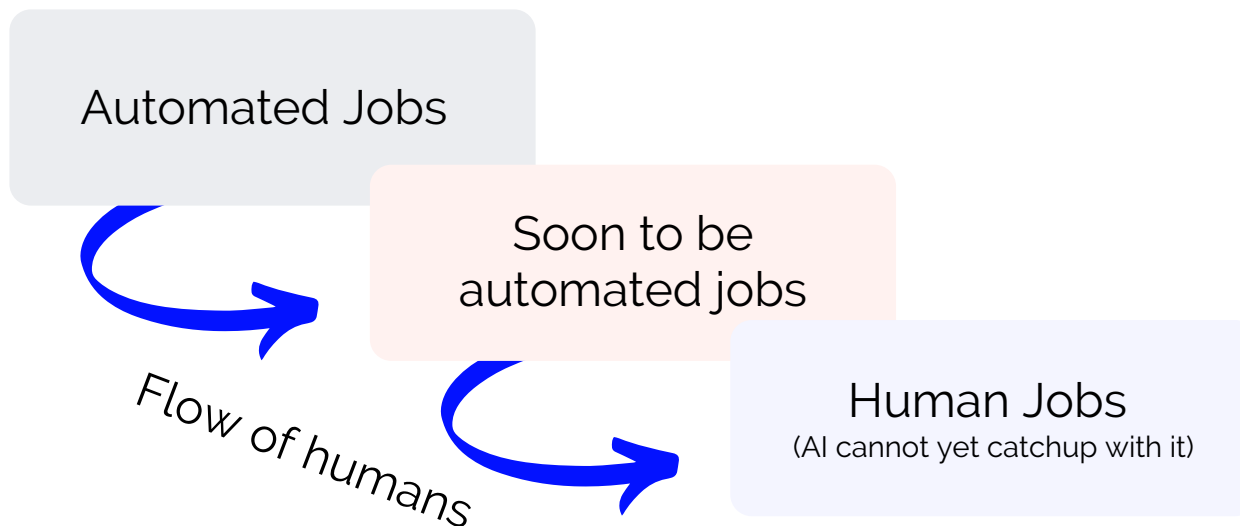 Automated Jobs
Soon to be
automated jobs
Flow of humans
Human Jobs
(AI cannot yet catchup with it)